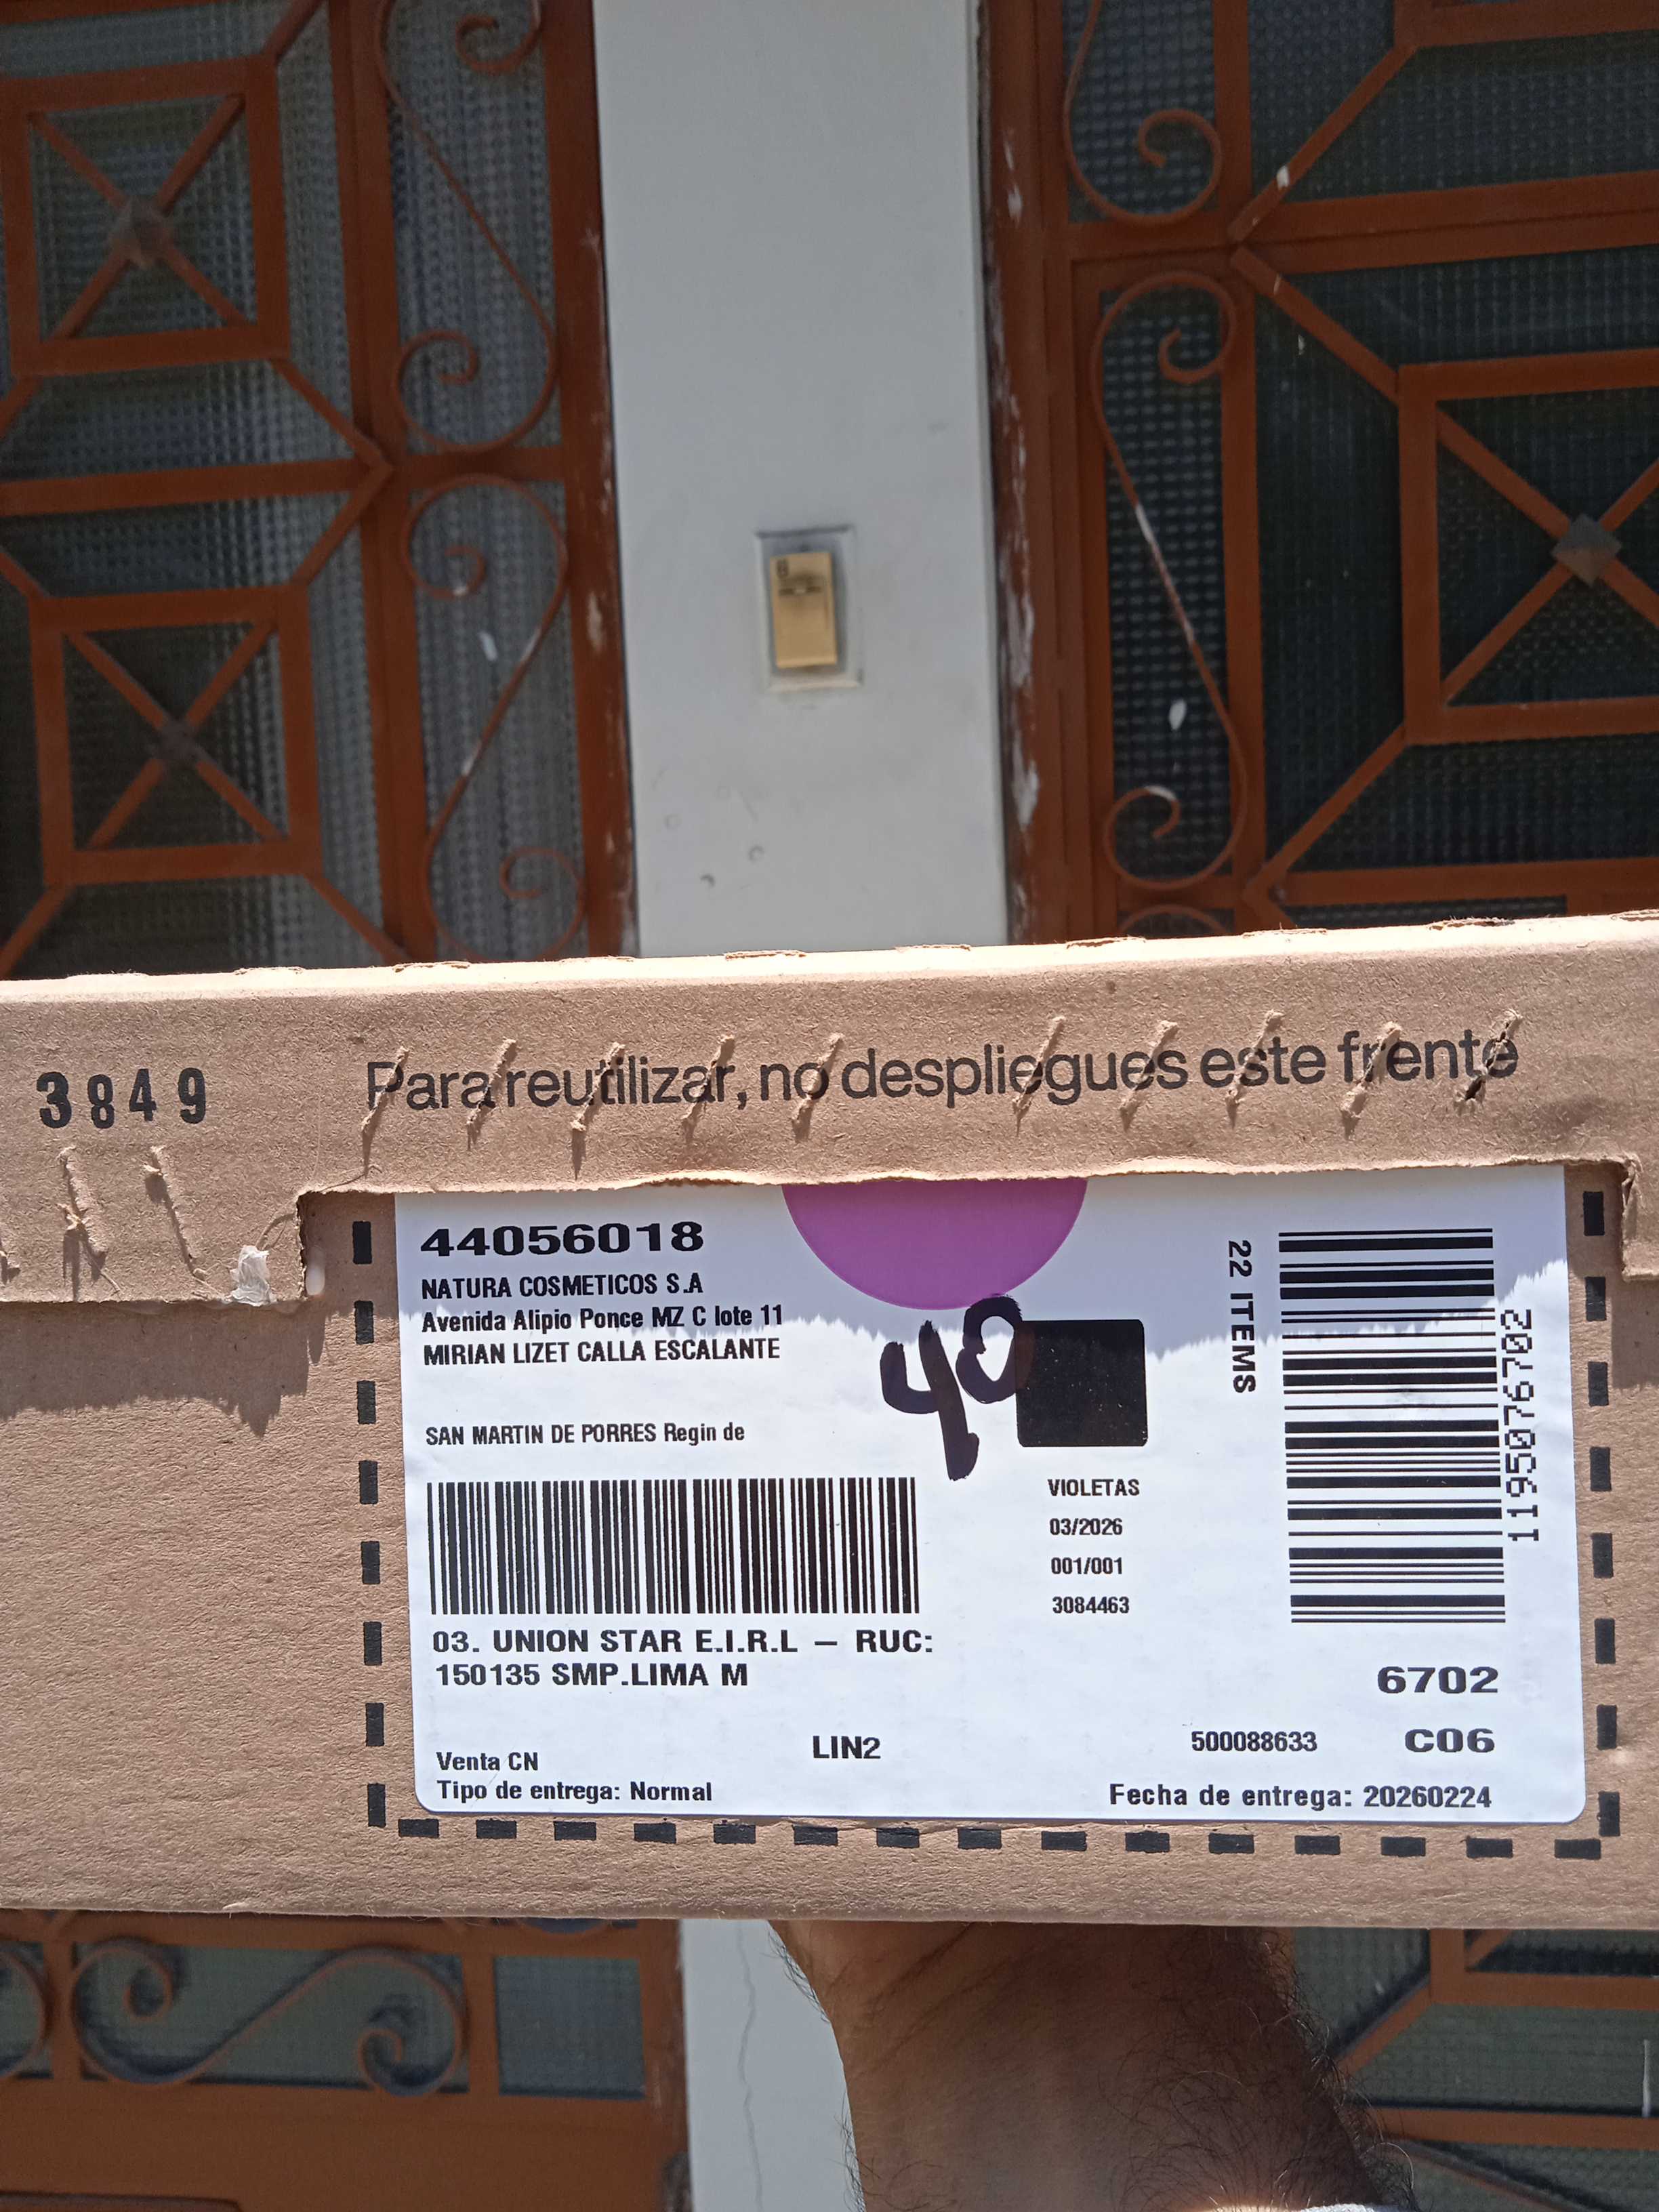 3849
Para reutilizar, no despliegues este frente
44056018
NATURA COSMETICOS S.A
Avenida Alipio Ponce MZ C lote 11
MIRIAN LIZET CALLA ESCALANTE
SAN MARTIN DE PORRES Regin de
40
22 ITEMS
1195076702
VIOLETAS
03/2026
001/001
3084463
03. UNION STAR E.I.R.L – RUC:
150135 SMP.LIMA M
6702
LIN2
500088633
C06
Venta CN
Tipo de entrega: Normal
Fecha de entrega: 20260224